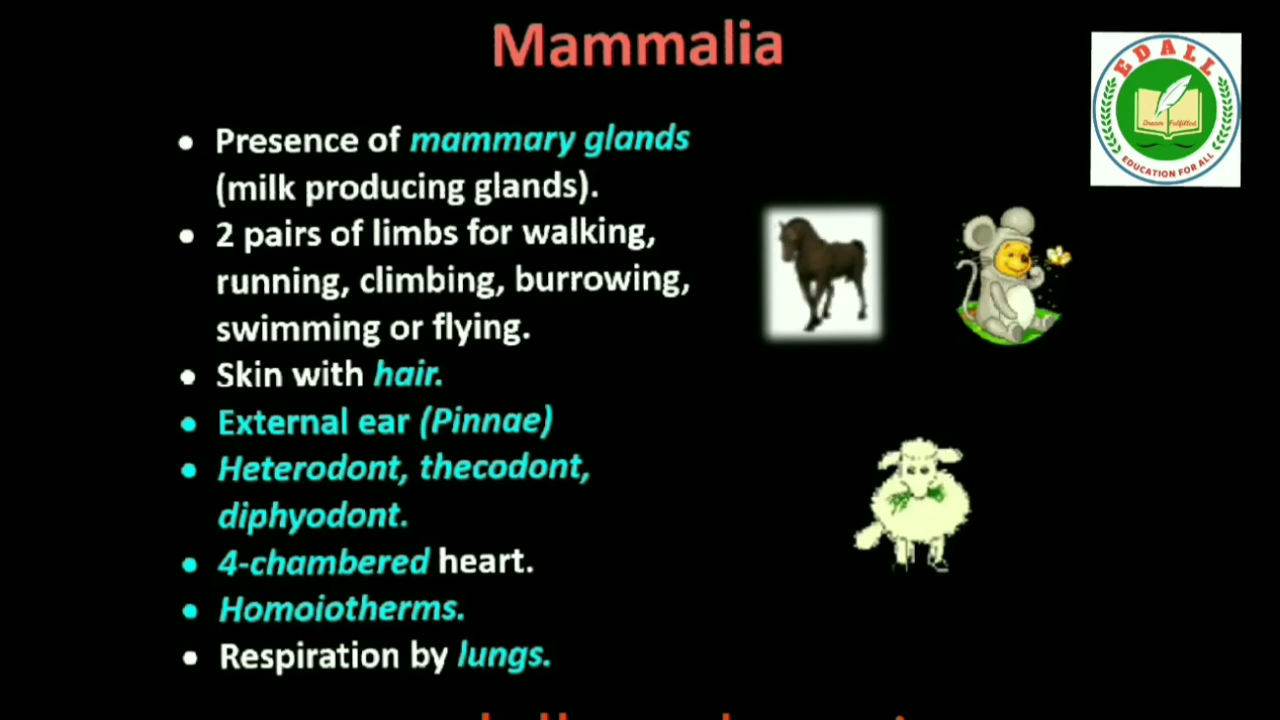 Mammalia
EDALL
Dream Fulfilled
EDUCATION FOR ALL
• Presence of mammary glands
(milk producing glands).
• 2 pairs of limbs for walking,
running, climbing, burrowing,
swimming or flying.
• Skin with hair.
• External ear (Pinnae)
• Heterodont, thecodont,
diphyodont.
• 4-chambered heart.
• Homoiotherms.
• Respiration by lungs.